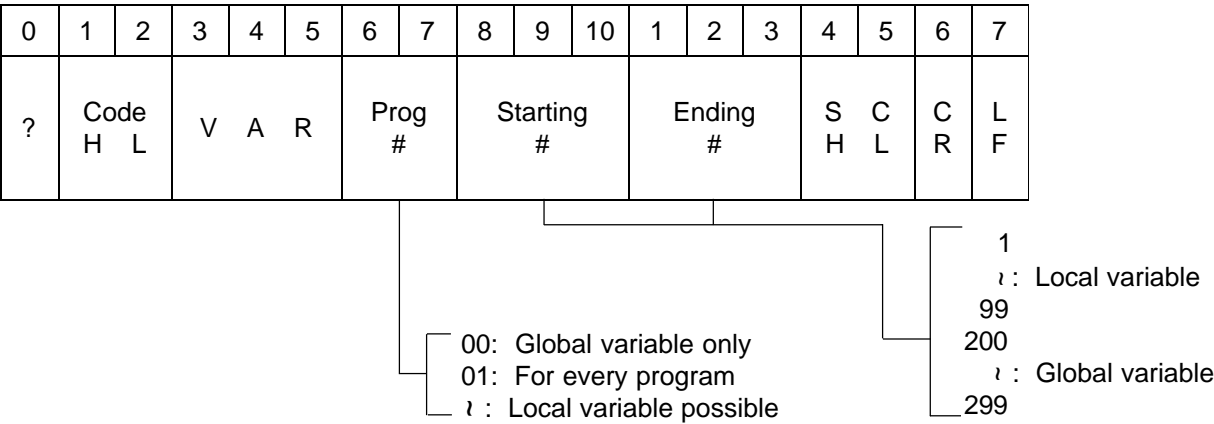 0 1 2 3 4 5 6 7 8 9 10 1 2 3 4 5 6 7
? Code V A R Prog Starting Ending S C C L
H L # # # H L R F
1
≀ : Local variable
99
00: Global variable only 200
01: For every program ≀ : Global variable
≀ : Local variable possible 299